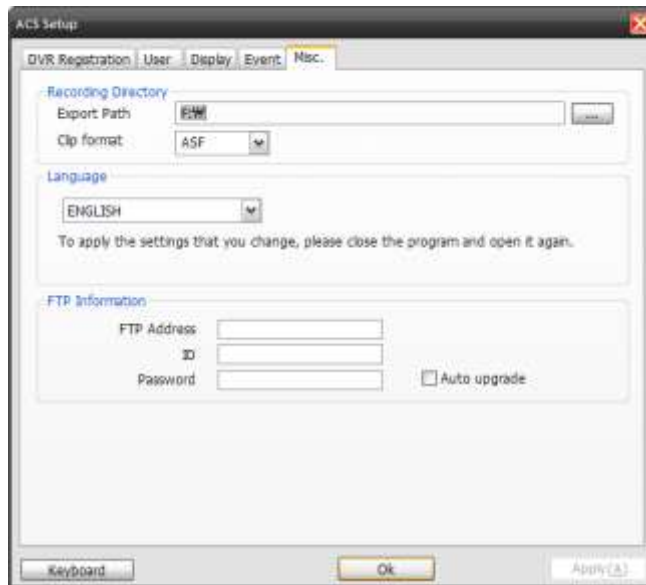 ACS Setup
DVR Registration User Display Event Misc.
Recording Directory
Export Path F:₩ ...
Clip format ASF
Language
ENGLISH
To apply the settings that you change, please close the program and open it again.
FTP Information
FTP Address
ID
Password Auto upgrade
Keyboard Ok Apply(A)